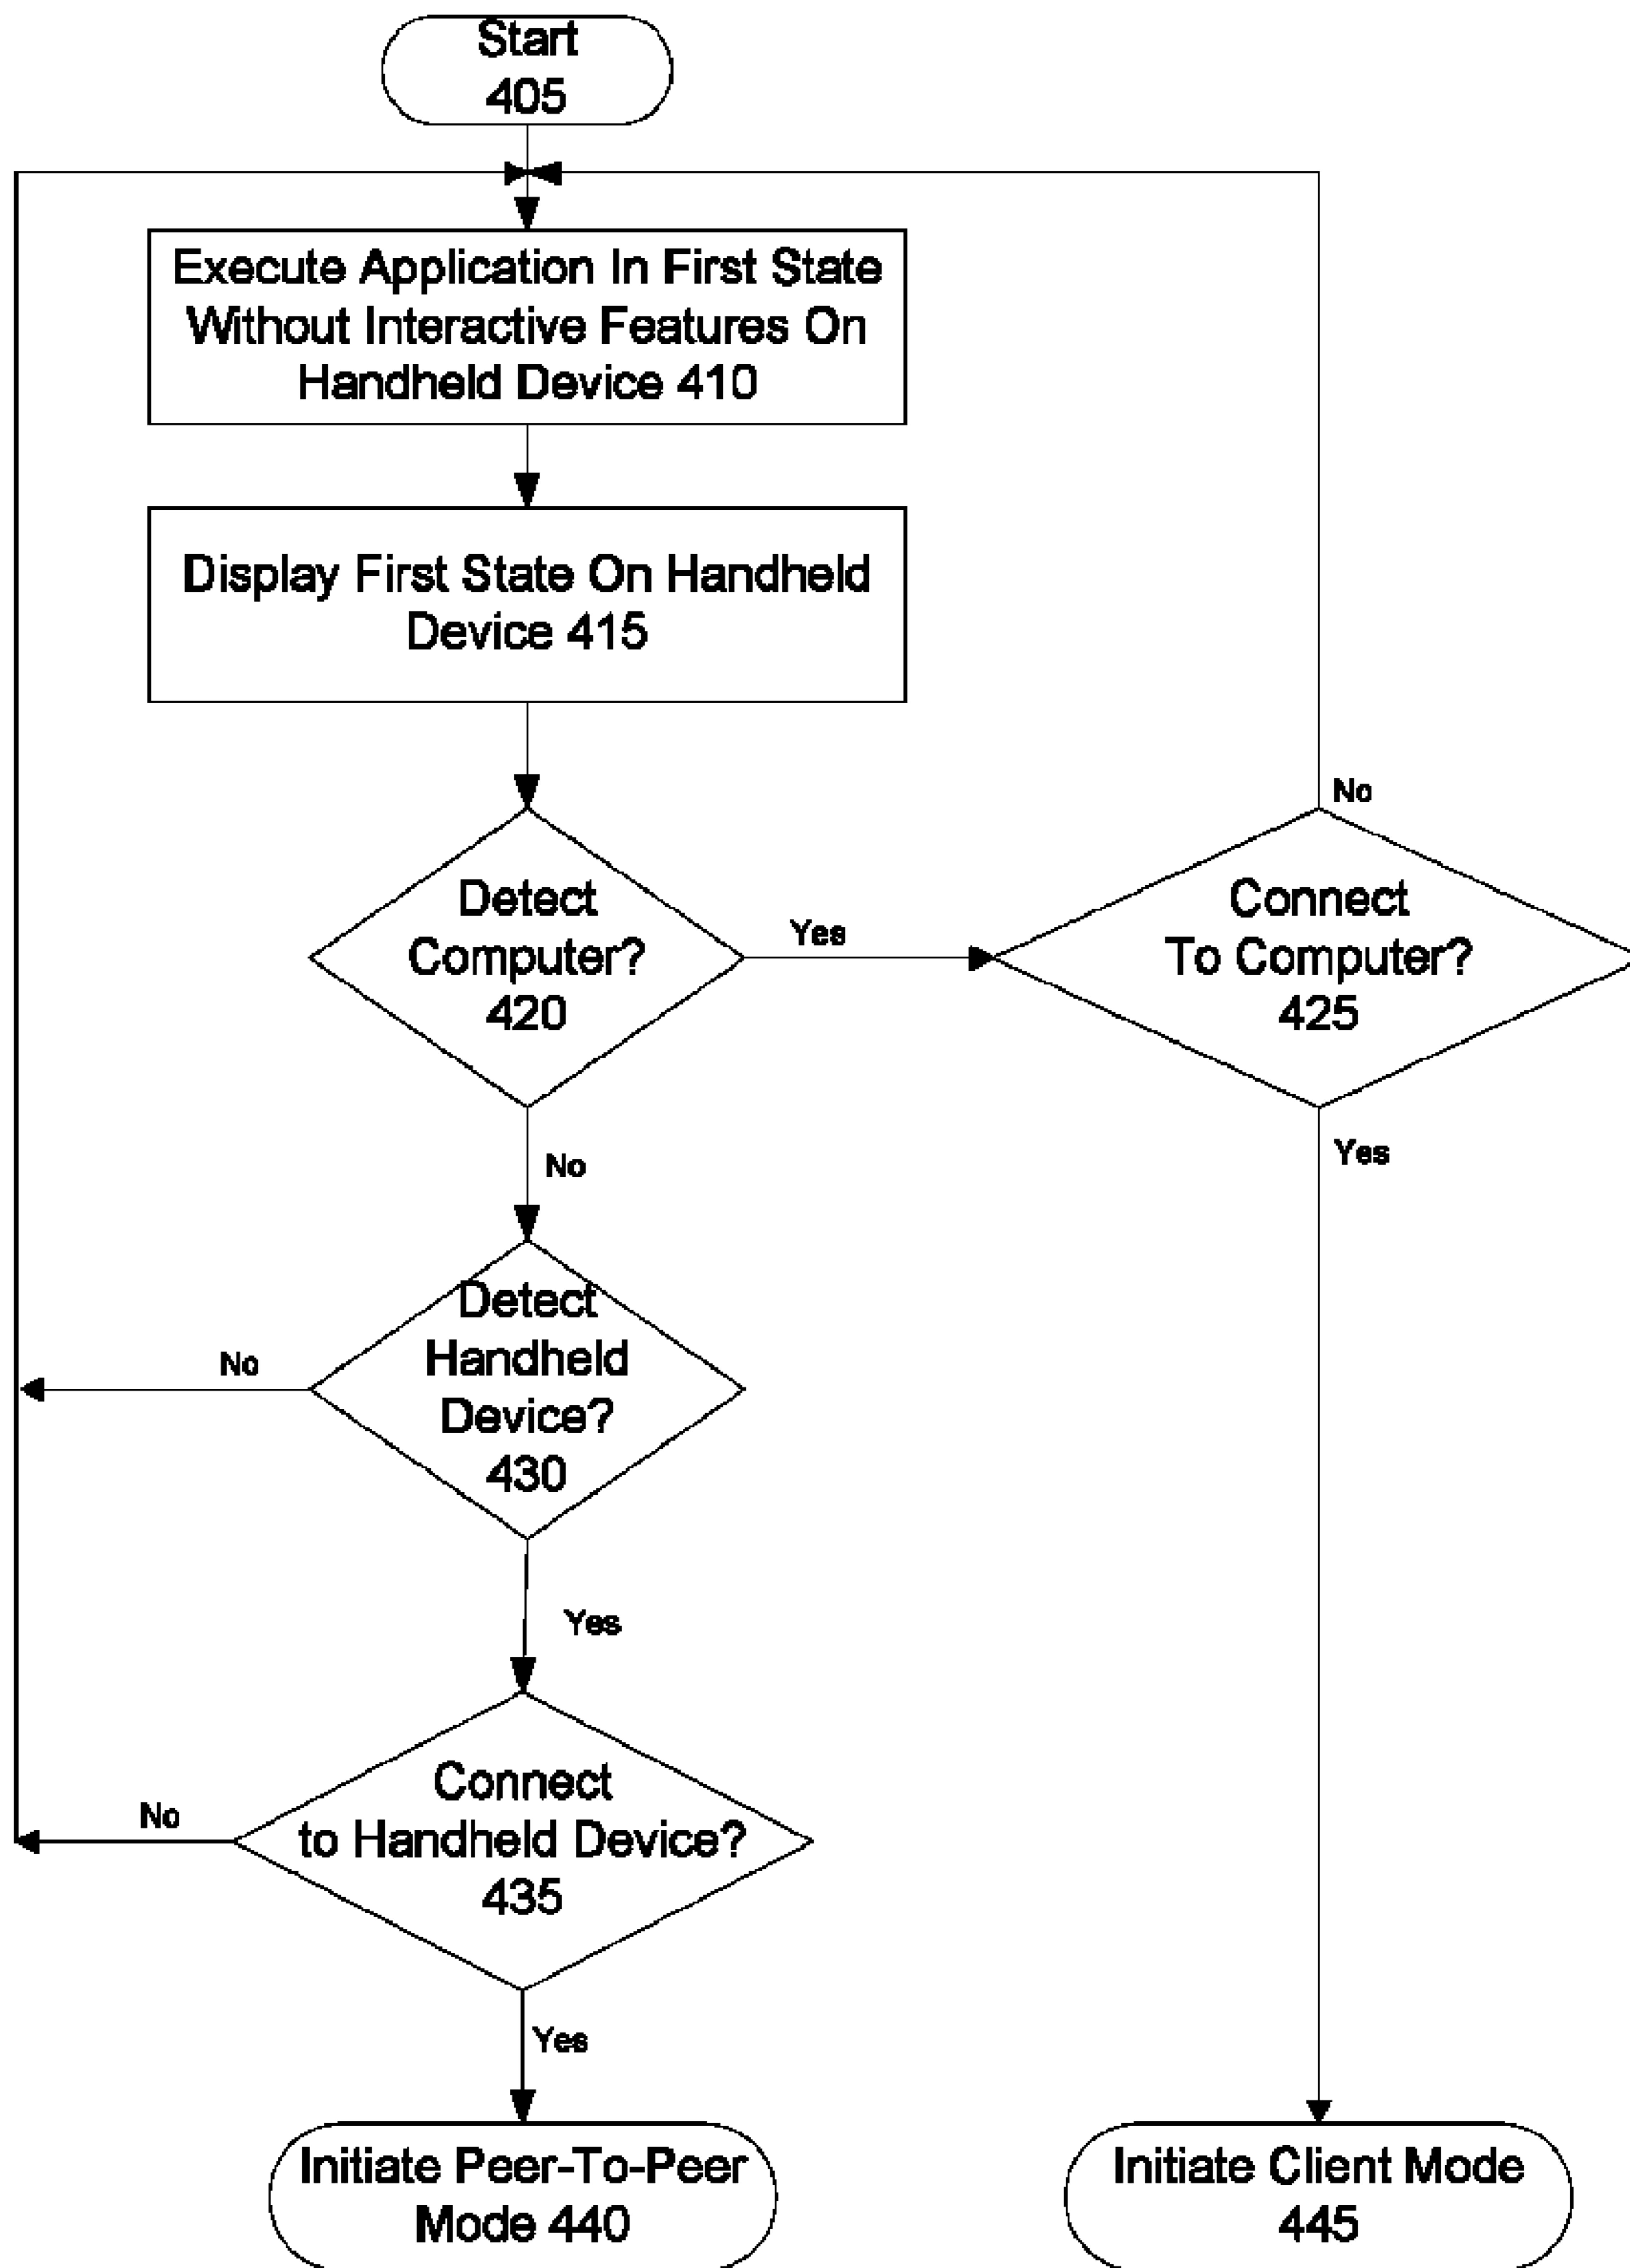 Start
405
Execute Application In First State
Without Interactive Features On
Handheld Device 410
Display First State On Handheld
Device 415
Detect
Computer?
420
Yes
Connect
To Computer?
425
No
Yes
No
Detect
Handheld
Device?
430
No
Yes
Connect
to Handheld Device?
435
No
Yes
Initiate Peer-To-Peer
Mode 440
Initiate Client Mode
445